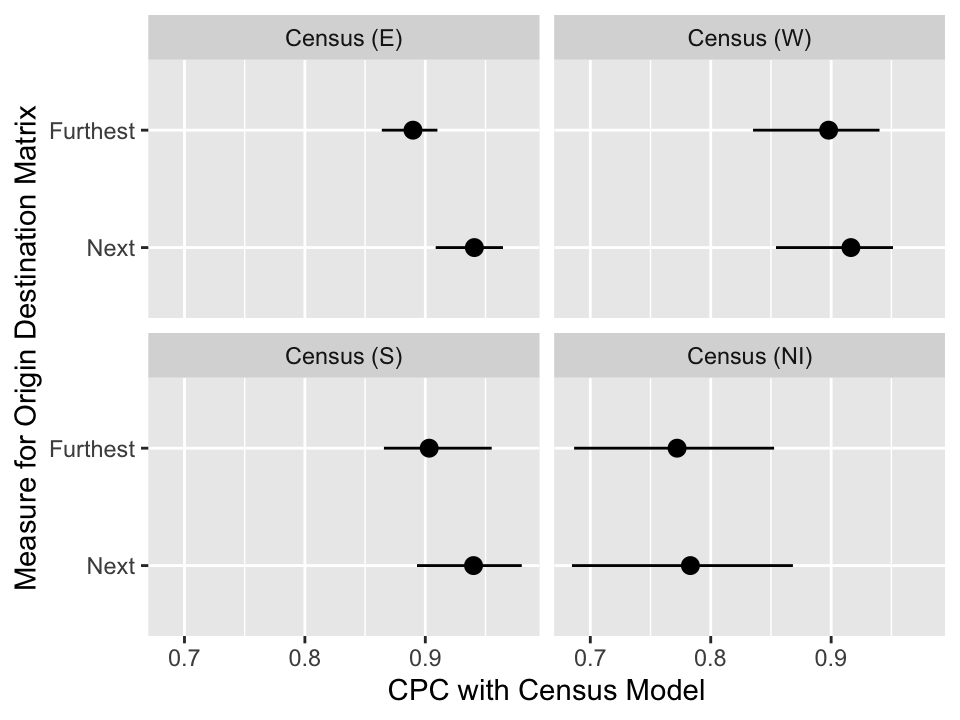 Census (E)
Census (W)
Furthest
Next
Census (S)
Census (NI)
Furthest
Next
0.7
0.8
0.9
0.7
0.8
0.9
CPC with Census Model
Measure for Origin Destination Matrix